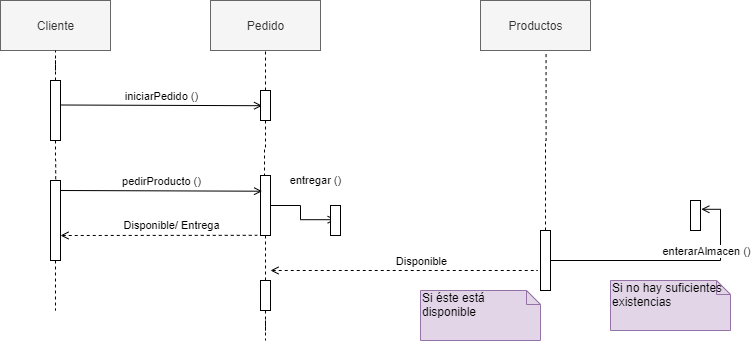 Cliente
Pedido
Productos
iniciarPedido ()
pedirProducto ()
entregar ()
Disponible/ Entrega
enterarAlmacen ()
Disponible
Si éste está
disponible
Si no hay suficientes
existencias